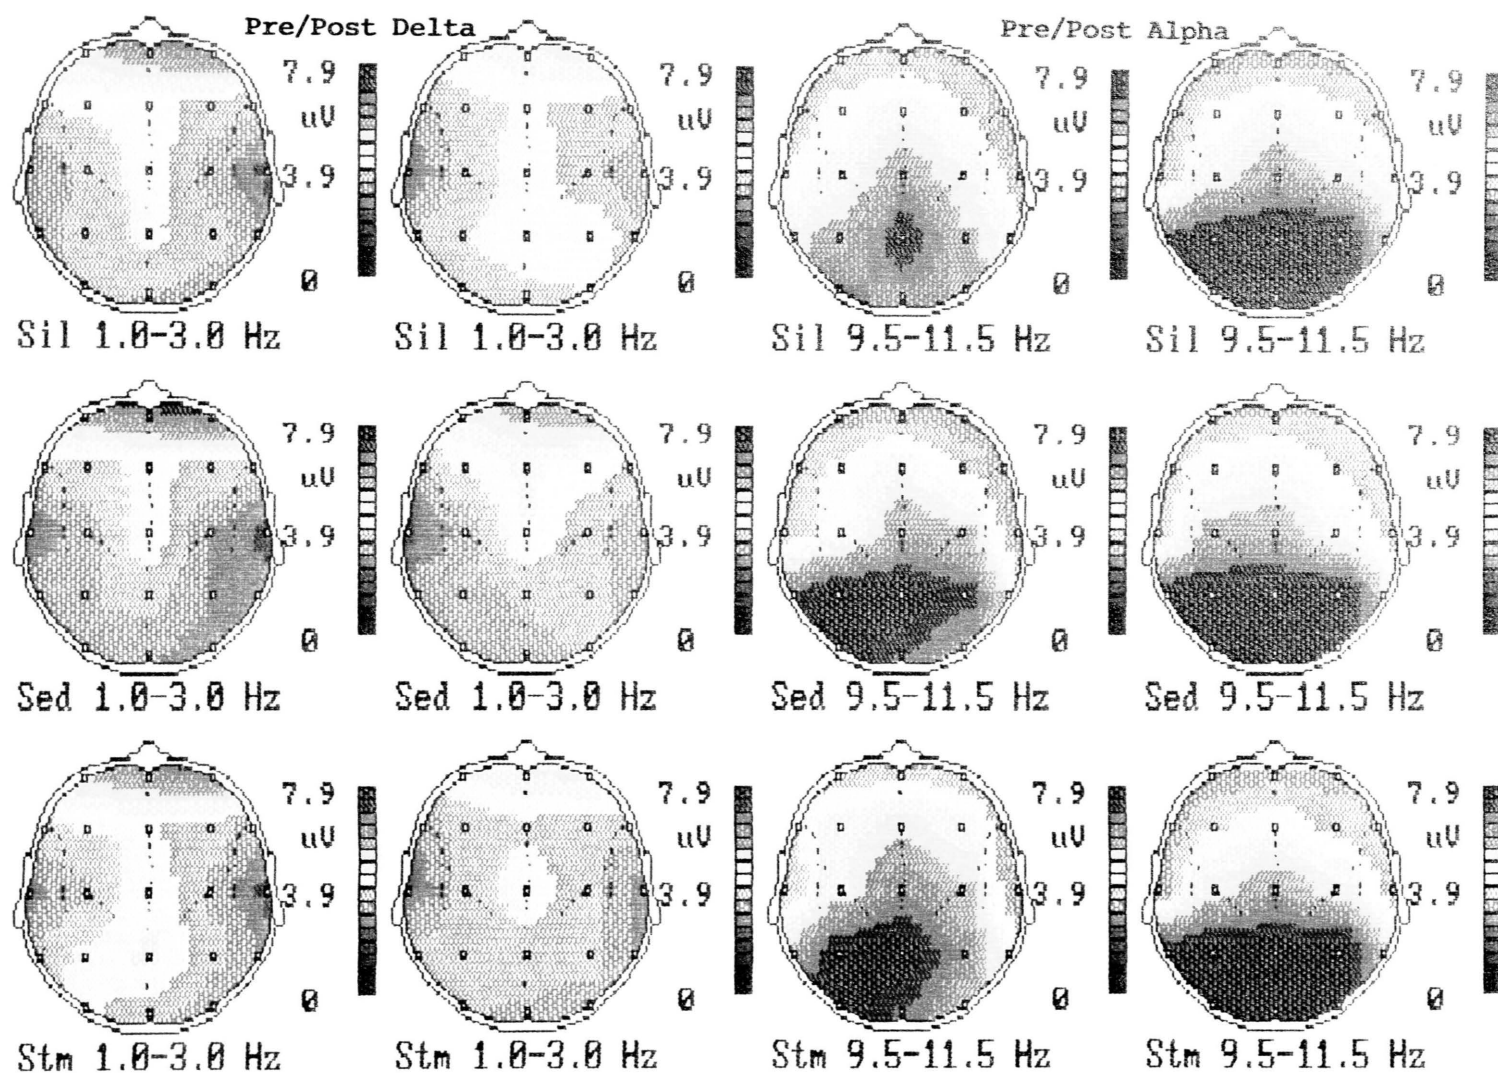 Pre/Post Delta
Pre/Post Alpha
7.9 7.9 7.9 7.9
uV uV uV uV
3.9 3.9 3.9 3.9
0 0 0 0
Sil 1.0-3.0 Hz Sil 1.0-3.0 Hz Sil 9.5-11.5 Hz Sil 9.5-11.5 Hz
7.9 7.9 7.9 7.9
uV uV uV uV
3.9 3.9 3.9 3.9
0 0 0 0
Sed 1.0-3.0 Hz Sed 1.0-3.0 Hz Sed 9.5-11.5 Hz Sed 9.5-11.5 Hz
7.9 7.9 7.9 7.9
uV uV uV uV
3.9 3.9 3.9 3.9
0 0 0 0
Stm 1.0-3.0 Hz Stm 1.0-3.0 Hz Stm 9.5-11.5 Hz Stm 9.5-11.5 Hz